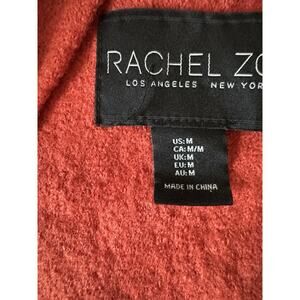 RACHEL ZO
LOS ANGELES NEW YOR
US: M
CA: M/M
UK: M
EU: M
AU: M
MADE IN CHINA